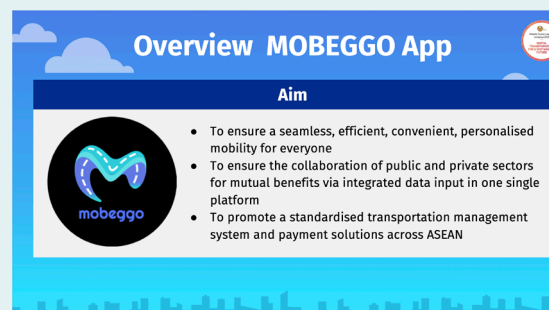 Overview MOBEGGO App
Aim
mobeggo
● To ensure a seamless, efficient, convenient, personalised
mobility for everyone
● To ensure the collaboration of public and private sectors
for mutual benefits via integrated data input in one single
platform
● To promote a standardised transportation management
system and payment solutions across ASEAN